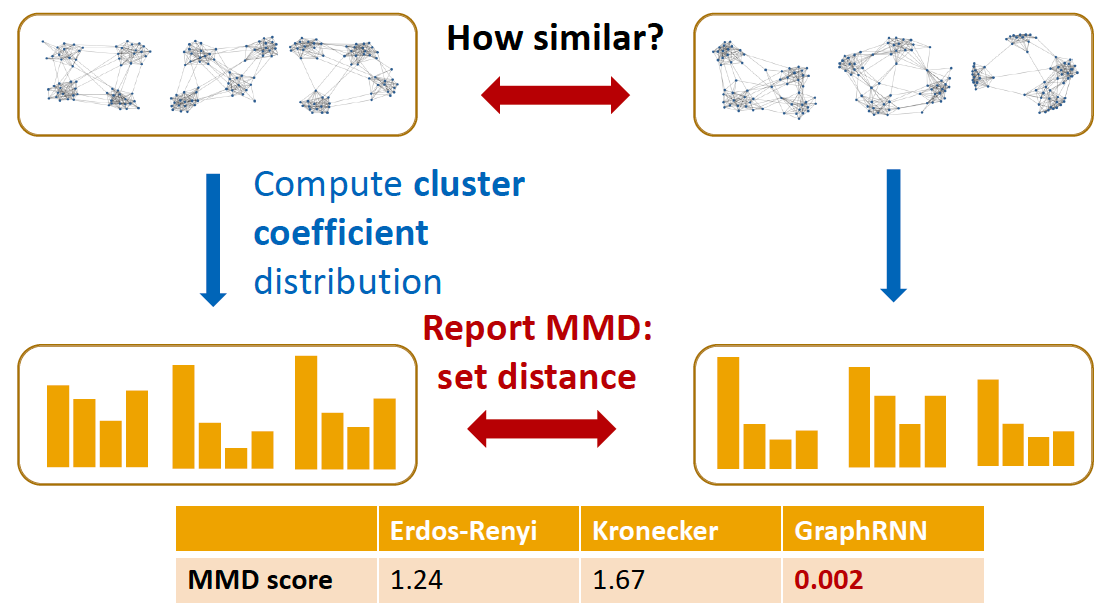 How similar?
Compute cluster
coefficient
distribution
Report MMD:
set distance
Erdos-Renyi Kronecker GraphRNN
MMD score 1.24 1.67 0.002